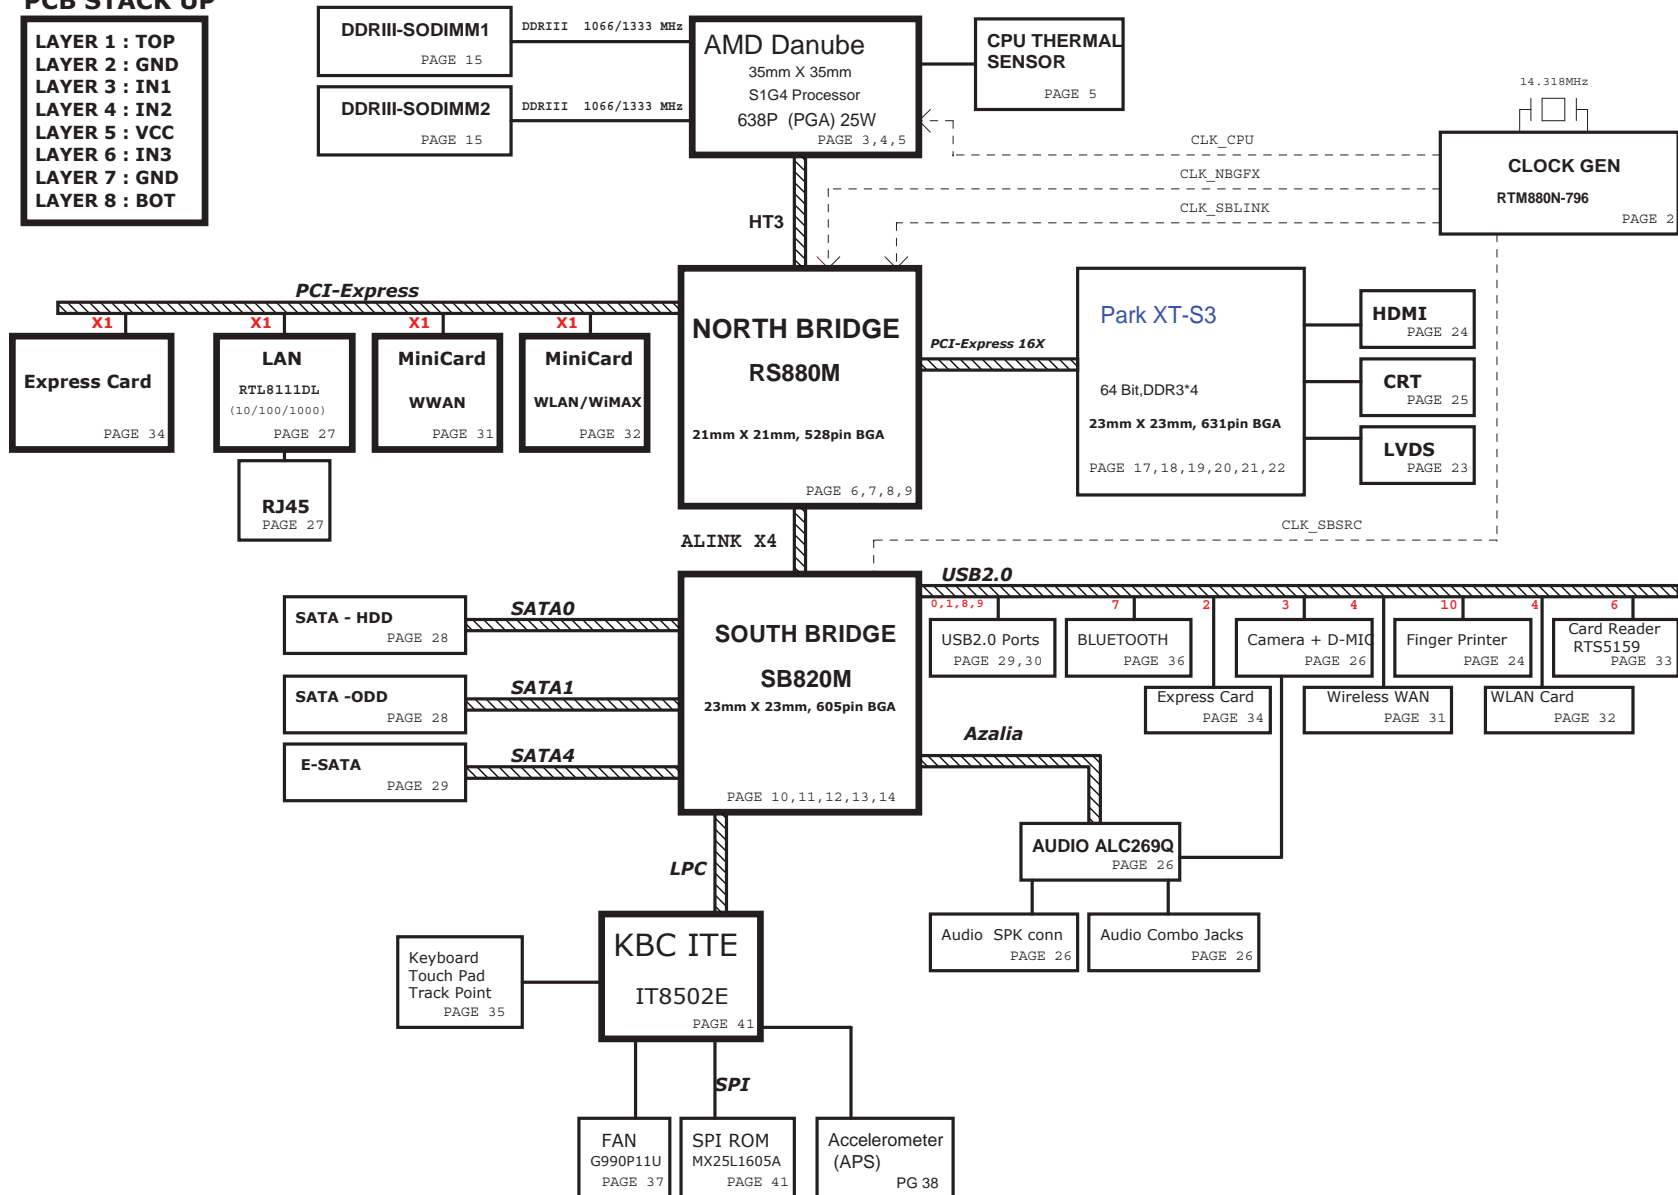 PCB STACK UP
LAYER 1 : TOP
LAYER 2 : GND
LAYER 3 : IN1
LAYER 4 : IN2
LAYER 5 : VCC
LAYER 6 : IN3
LAYER 7 : GND
LAYER 8 : BOT
DDRIII-SODIMM1
PAGE 15
DDRIII 1066/1333 MHz
DDRIII-SODIMM2
PAGE 15
DDRIII 1066/1333 MHz
AMD Danube
35mm X 35mm
S1G4 Processor
638P (PGA) 25W
PAGE 3,4,5
CPU THERMAL
SENSOR
PAGE 5
14.318MHz
CLOCK GEN
RTM880N-796
PAGE 2
CLK_CPU
CLK_NBGFX
CLK_SBLINK
HT3
PCI-Express
X1
X1
X1
X1
Express Card
PAGE 34
LAN
RTL8111DL
(10/100/1000)
PAGE 27
MiniCard
WWAN
PAGE 31
MiniCard
WLAN/WiMAX
PAGE 32
RJ45
PAGE 27
NORTH BRIDGE
RS880M
21mm X 21mm, 528pin BGA
PAGE 6,7,8,9
PCI-Express 16X
Park XT-S3
64 Bit,DDR3*4
23mm X 23mm, 631pin BGA
PAGE 17,18,19,20,21,22
HDMI
PAGE 24
CRT
PAGE 25
LVDS
PAGE 23
CLK_SBSRC
ALINK X4
SATA - HDD
PAGE 28
SATA0
SATA -ODD
PAGE 28
SATA1
E-SATA
PAGE 29
SATA4
SOUTH BRIDGE
SB820M
23mm X 23mm, 605pin BGA
PAGE 10,11,12,13,14
USB2.0
0,1,8,9
7
2
3
4
10
4
6
USB2.0 Ports
PAGE 29,30
BLUETOOTH
PAGE 36
Camera + D-MIC
PAGE 26
Finger Printer
PAGE 24
Card Reader
RTS5159
PAGE 33
Express Card
PAGE 34
Wireless WAN
PAGE 31
WLAN Card
PAGE 32
Azalia
AUDIO ALC269Q
PAGE 26
Audio SPK conn
PAGE 26
Audio Combo Jacks
PAGE 26
LPC
KBC ITE
IT8502E
PAGE 41
Keyboard
Touch Pad
Track Point
PAGE 35
SPI
FAN
G990P11U
PAGE 37
SPI ROM
MX25L1605A
PAGE 41
Accelerometer
(APS)
PG 38